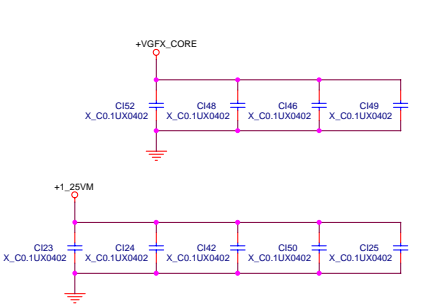 +VGFX_CORE
CI52 CI48 CI46 CI49
X_C0.1UX0402 X_C0.1UX0402 X_C0.1UX0402 X_C0.1UX0402
+1_25VM
CI23 CI24 CI42 CI50 CI25
X_C0.1UX0402 X_C0.1UX0402 X_C0.1UX0402 X_C0.1UX0402 X_C0.1UX0402